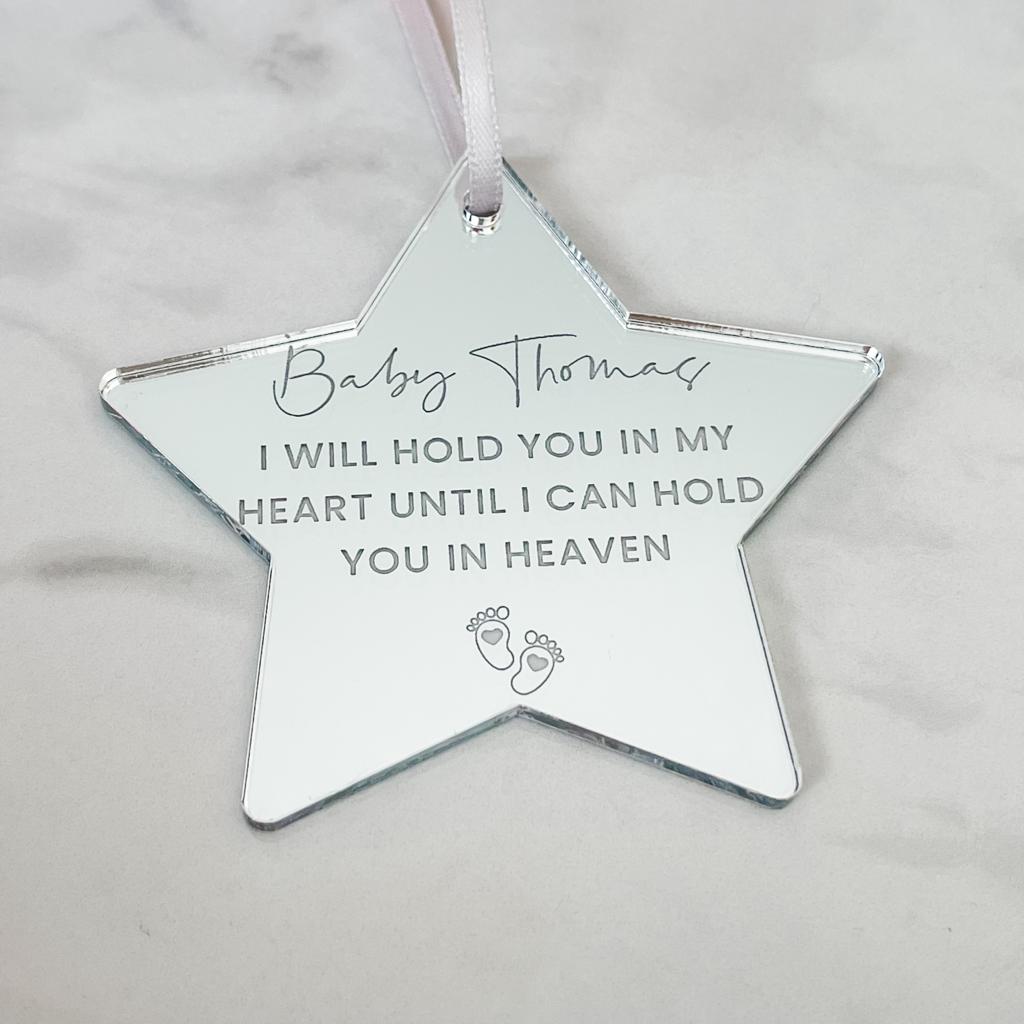 Baby Thomas
I WILL HOLD YOU IN MY
HEART UNTIL I CAN HOLD
YOU IN HEAVEN